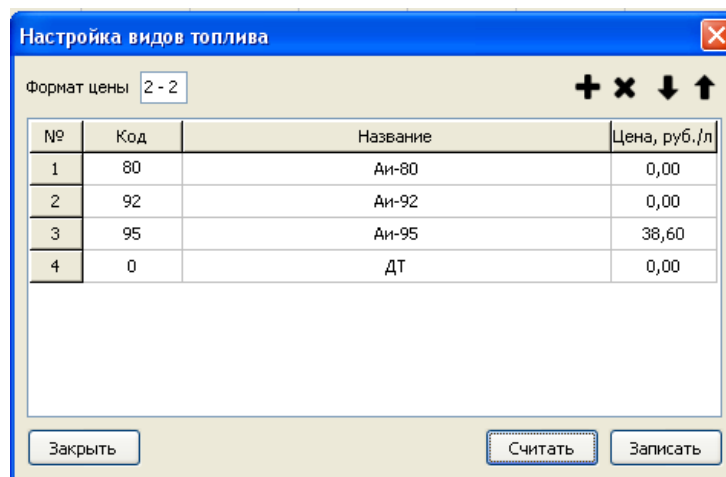 Настройка видов топлива
Формат цены 2 - 2
№ Код Название Цена, руб./л
1 80 Аи-80 0,00
2 92 Аи-92 0,00
3 95 Аи-95 38,60
4 0 ДТ 0,00
Закрыть Считать Записать